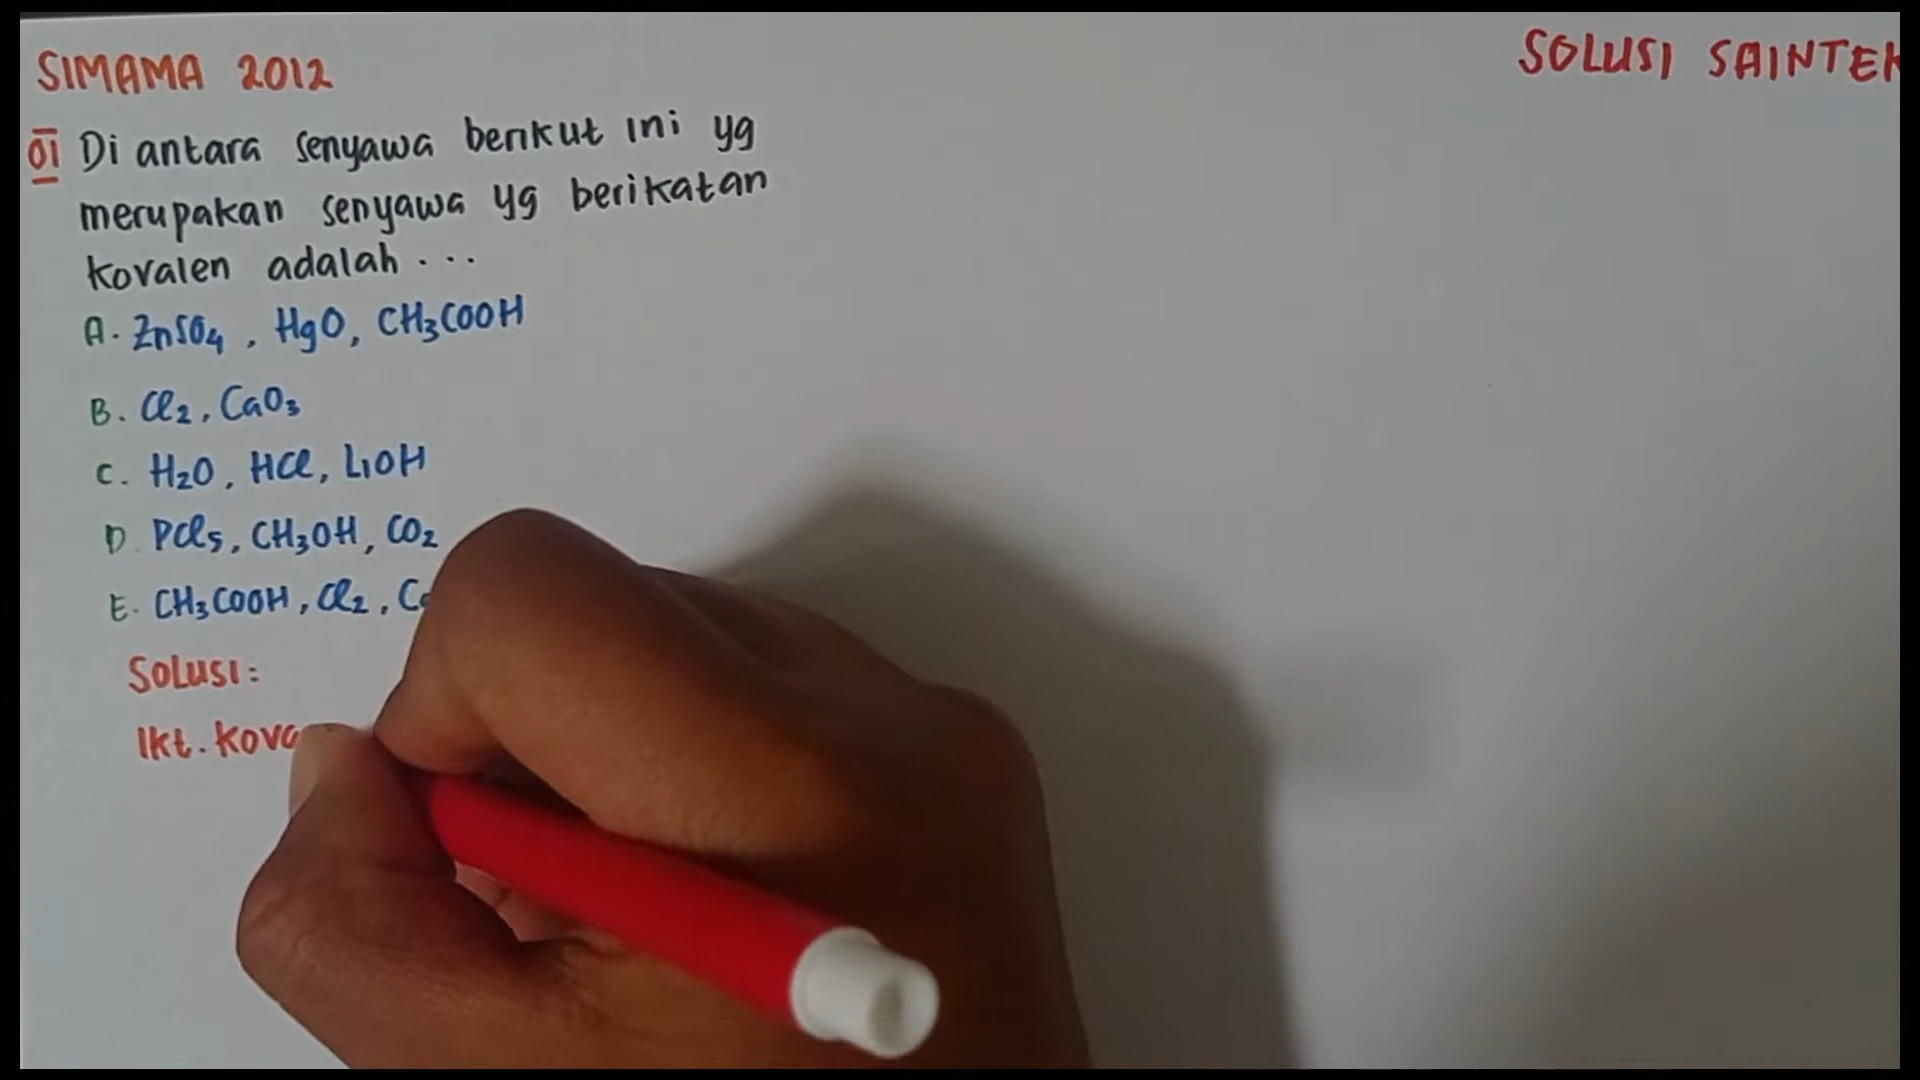 SIMAMA 2012
SOLUSI SAINTEK
01 Di antara senyawa berikut ini yg
merupakan senyawa yg berikatan
kovalen adalah ...
A. ZnSO4, HgO, CH3COOH
B. Cl2, CaO3
C. H2O, HCl, LiOH
D. PCl5, CH3OH, CO2
E. CH3COOH, Cl2,
Solusi:
Ikt.